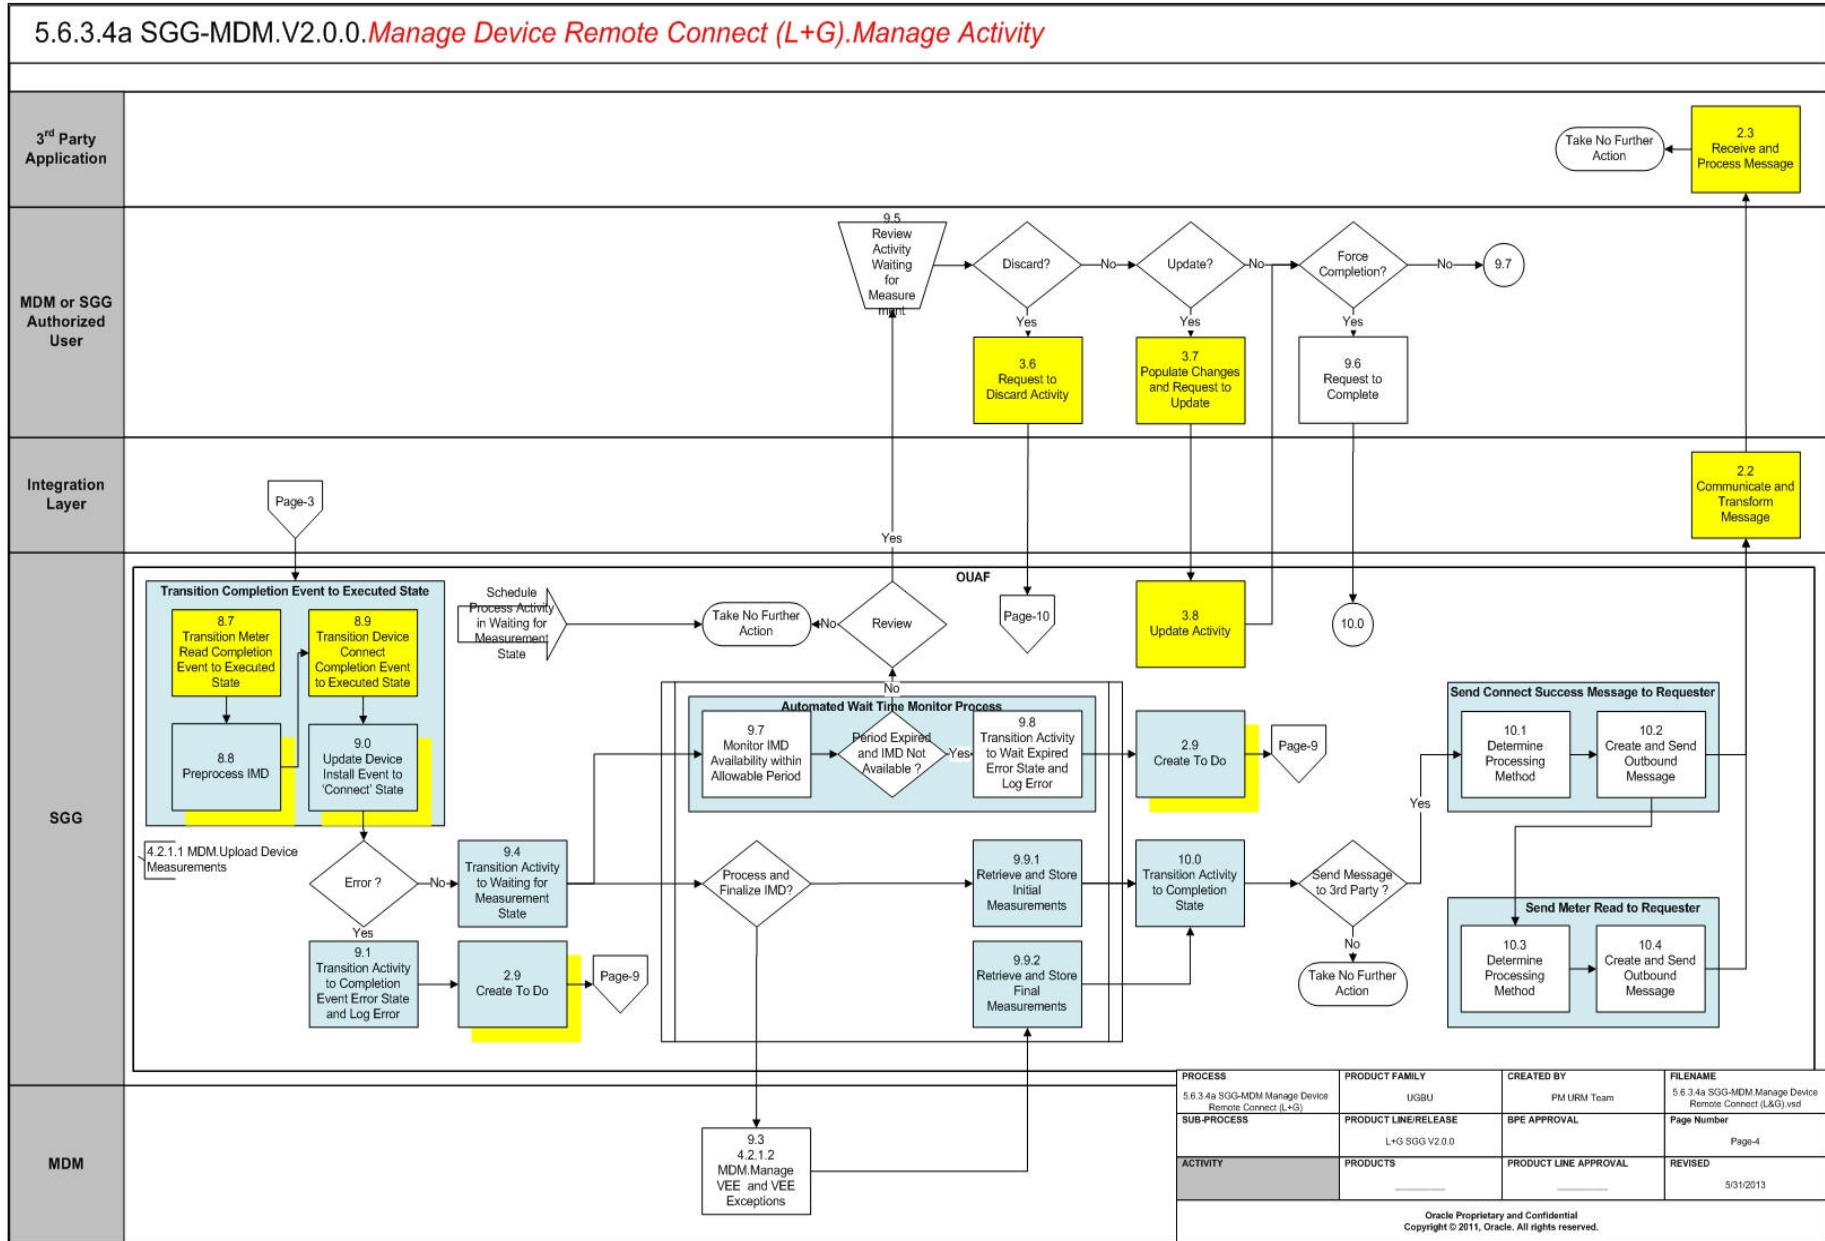 5.6.3.4a SGG-MDM.V2.0.0.Manage Device Remote Connect (L+G).Manage Activity
3rd Party
Application
Take No Further
Action
2.3
Receive and
Process Message
MDM or SGG
Authorized
User
9.5
Review
Activity
Waiting
for
Measure
ment
Discard?
No
Update?
No
Force
Completion?
No
9.7
Yes
Yes
Yes
3.6
Request to
Discard Activity
3.7
Populate Changes
and Request to
Update
9.6
Request to
Complete
Integration
Layer
Page-3
2.2
Communicate and
Transform
Message
Yes
SGG
OUAF
Transition Completion Event to Executed State
8.7
Transition Meter
Read Completion
Event to Executed
State
8.9
Transition Device
Connect
Completion Event
to Executed State
8.8
Preprocess IMD
9.0
Update Device
Install Event to
'Connect' State
Schedule
Process Activity
in Waiting for
Measurement
State
Take No Further
Action
No
Review
Page-10
3.8
Update Activity
10.0
No
Automated Wait Time Monitor Process
9.7
Monitor IMD
Availability within
Allowable Period
Period Expired
and IMD Not
Available ?
Yes
9.8
Transition Activity
to Wait Expired
Error State and
Log Error
2.9
Create To Do
Page-9
Send Connect Success Message to Requester
10.1
Determine
Processing
Method
10.2
Create and Send
Outbound
Message
Yes
4.2.1.1 MDM.Upload Device
Measurements
Error ?
No
9.4
Transition Activity
to Waiting for
Measurement
State
Process and
Finalize IMD?
9.9.1
Retrieve and Store
Initial
Measurements
10.0
Transition Activity
to Completion
State
Send Message
to 3rd Party ?
Yes
9.1
Transition Activity
to Completion
Event Error State
and Log Error
2.9
Create To Do
Page-9
9.9.2
Retrieve and Store
Final
Measurements
No
Take No Further
Action
Send Meter Read to Requester
10.3
Determine
Processing
Method
10.4
Create and Send
Outbound
Message
MDM
9.3
4.2.1.2
MDM.Manage
VEE and VEE
Exceptions
PROCESS
5.6.3.4a SGG-MDM.Manage Device
Remote Connect (L+G)
PRODUCT FAMILY
UGBU
CREATED BY
PM URM Team
FILENAME
5.6.3.4a SGG-MDM.Manage Device
Remote Connect (L&G).vsd
SUB-PROCESS
PRODUCT LINE/RELEASE
L+G SGG V2.0.0
BPE APPROVAL
Page Number
Page-4
ACTIVITY
PRODUCTS
PRODUCT LINE APPROVAL
REVISED
5/31/2013
Oracle Proprietary and Confidential
Copyright © 2011, Oracle. All rights reserved.